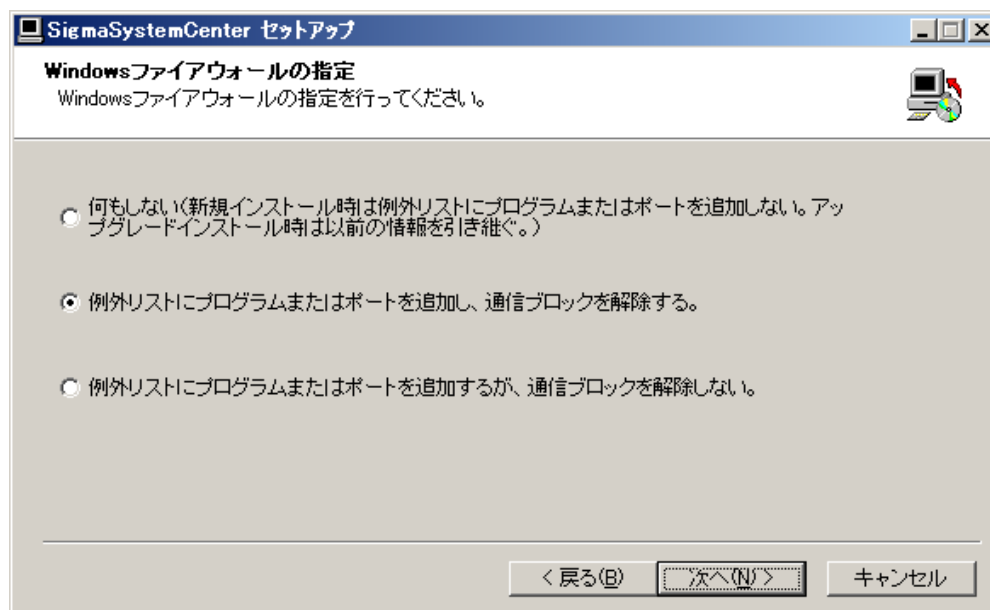 SigmaSystemCenter セットアップ
Windowsファイアウォールの指定
Windowsファイアウォールの指定を行ってください。
何もしない(新規インストール時は例外リストにプログラムまたはポートを追加しない。アッ
プグレードインストール時は以前の情報を引き継ぐ。)
例外リストにプログラムまたはポートを追加し、通信ブロックを解除する。
例外リストにプログラムまたはポートを追加するが、通信ブロックを解除しない。
< 戻る(B) 次へ(N) > キャンセル